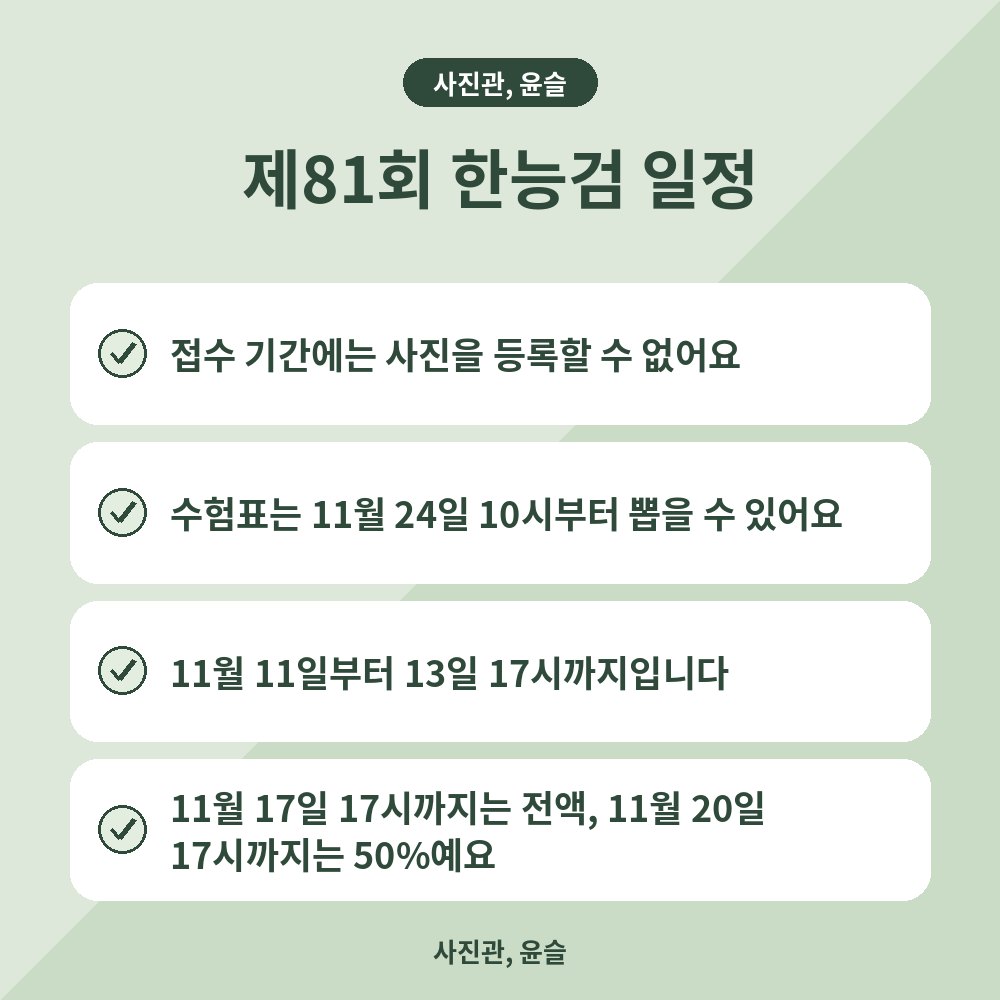 사진관, 윤슬
제81회 한능검 일정
접수 기간에는 사진을 등록할 수 없어요
수험표는 11월 24일 10시부터 뽑을 수 있어요
11월 11일부터 13일 17시까지입니다
11월 17일 17시까지는 전액, 11월 20일
17시까지는 50%예요
사진관, 윤슬